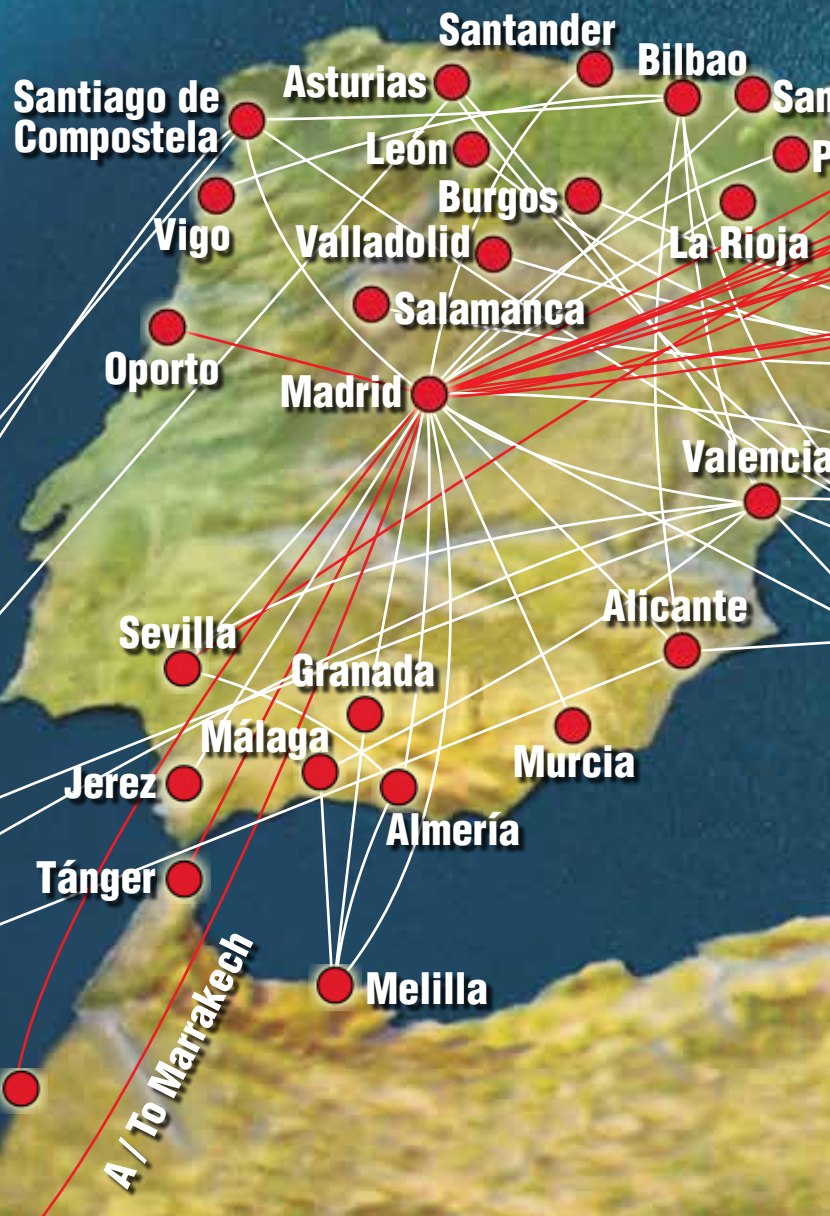 Santander
Bilbao
Asturias
San
Santiago de
Compostela
León
P
Burgos
Vigo
Valladolid
La Rioja
Salamanca
Oporto
Madrid
Valencia
Alicante
Sevilla
Granada
Málaga
Murcia
Jerez
Almería
Tánger
Melilla
A / To Marrakech